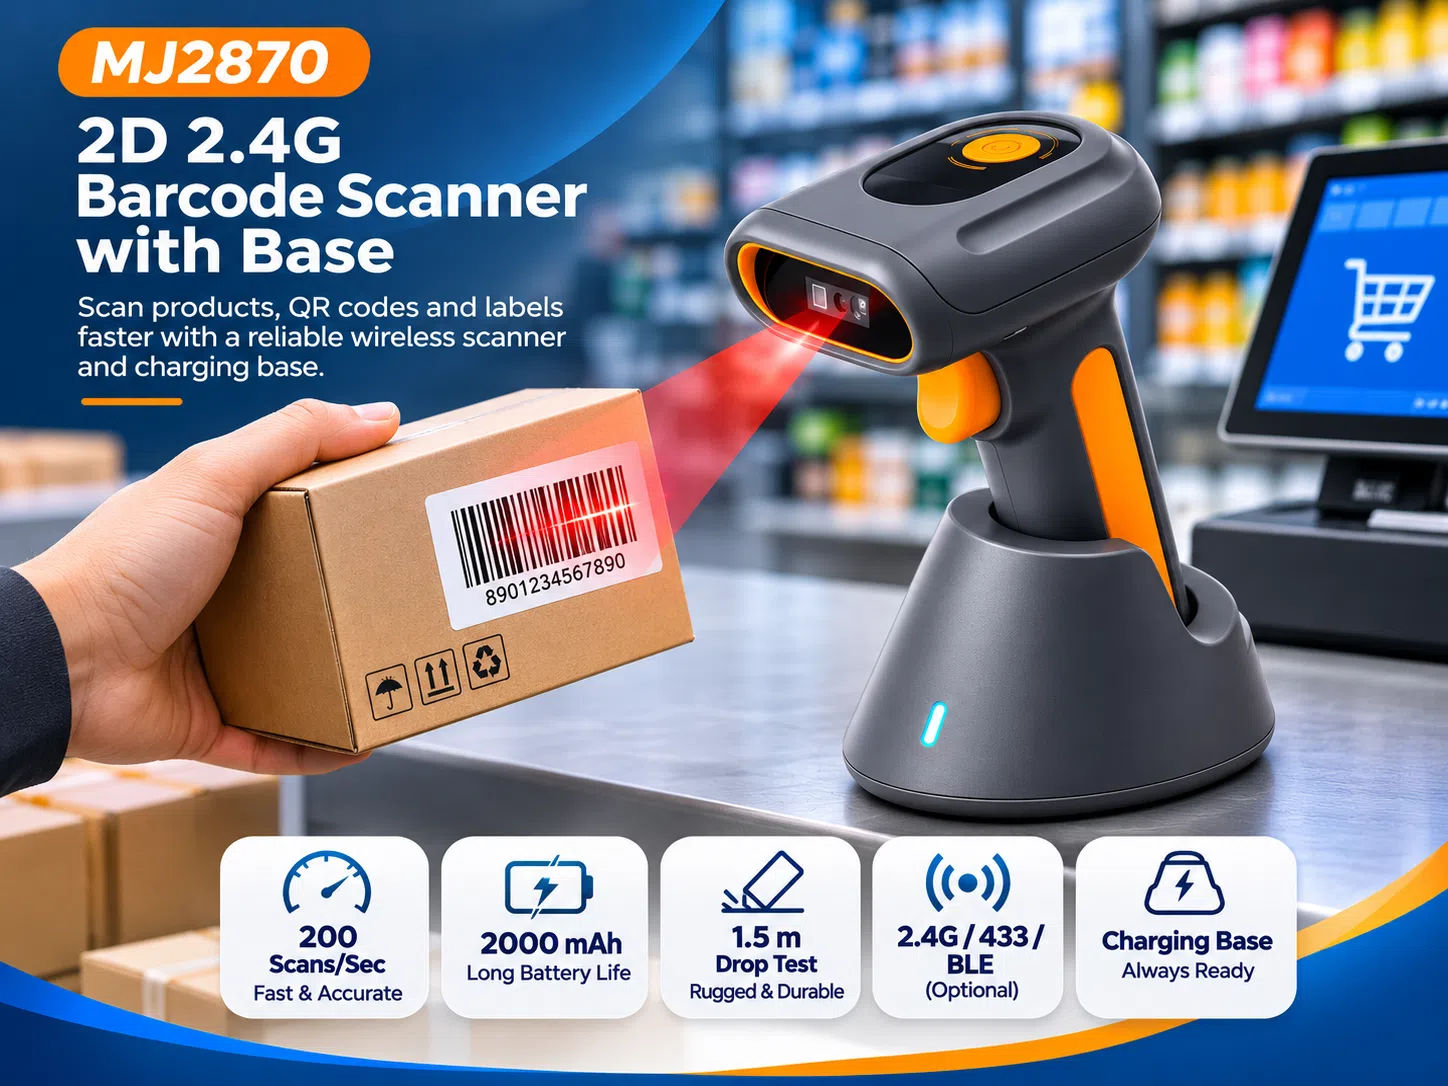 MJ2870
2D 2.4G
Barcode Scanner
with Base
Scan products, QR codes and labels
faster with a reliable wireless scanner
and charging base.
8901234567890
200
Scans/Sec
Fast & Accurate
2000 mAh
Long Battery Life
1.5 m
Drop Test
Rugged & Durable
2.4G / 433 /
BLE
(Optional)
Charging Base
Always Ready